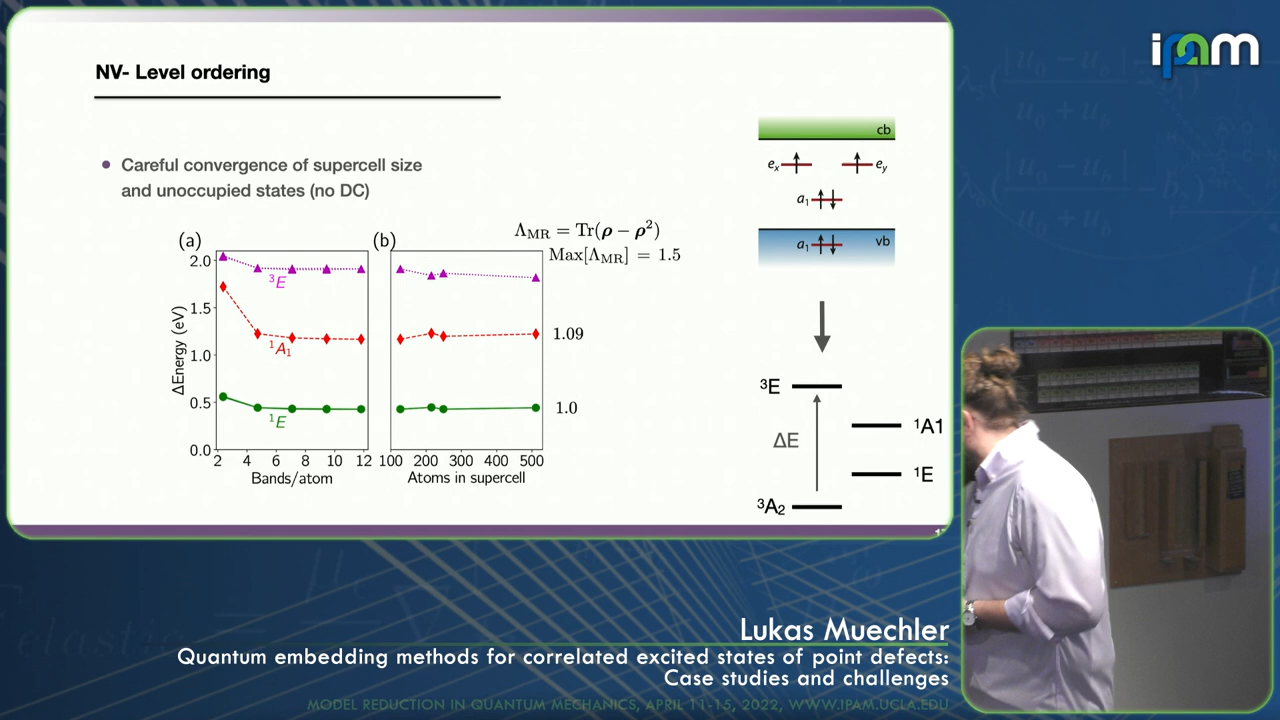 ipam
NV- Level ordering
Careful convergence of supercell size
and unoccupied states (no DC)
(a)
(b)
Λ_MR = Tr(ρ − ρ²)
Max[Λ_MR] = 1.5
ΔEnergy (eV)
2.0
1.5
1.0
0.5
0.0
³E
¹A₁
¹E
1.09
1.0
2 4 6 8 10 12
100 200 300 400 500
Bands/atom
Atoms in supercell
cb
eₓ
e_y
a₁
a₁
vb
³E
¹A1
ΔE
¹E
³A₂
Lukas Muechler
Quantum embedding methods for correlated excited states of point defects:
Case studies and challenges
MODEL REDUCTION IN QUANTUM MECHANICS, APRIL 11-15, 2022, WWW.IPAM.UCLA.EDU